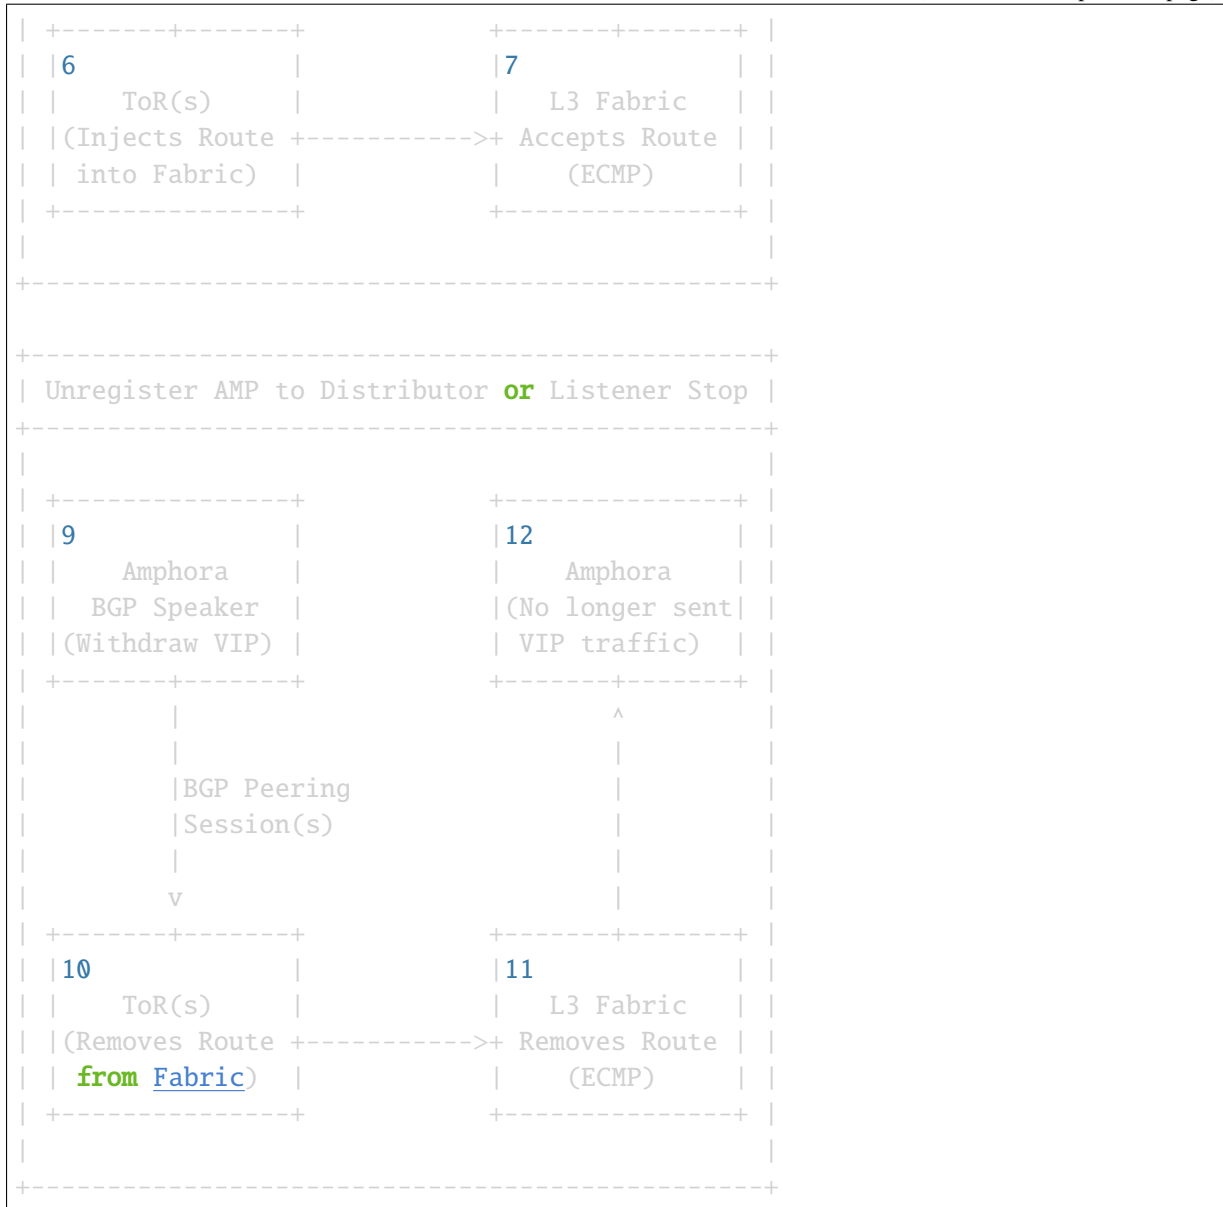 | +-------+-------+            +-------+-------+ |
| |6              |            |7              | |
| |    ToR(s)     |            |   L3 Fabric   | |
| |(Injects Route +----------->+ Accepts Route | |
| | into Fabric)  |            |    (ECMP)     | |
| +---------------+            +---------------+ |
|                                                |
+------------------------------------------------+

+------------------------------------------------+
| Unregister AMP to Distributor or Listener Stop |
+------------------------------------------------+
|                                                |
| +---------------+            +---------------+ |
| |9              |            |12             | |
| |    Amphora    |            |    Amphora    | |
| |  BGP Speaker  |            |(No longer sent| |
| |(Withdraw VIP) |            | VIP traffic)  | |
| +-------+-------+            +-------+-------+ |
|         |                            ^         |
|         |                            |         |
|         |BGP Peering                 |         |
|         |Session(s)                  |         |
|         |                            |         |
|         v                            |         |
| +-------+-------+            +-------+-------+ |
| |10             |            |11             | |
| |    ToR(s)     |            |   L3 Fabric   | |
| |(Removes Route +----------->+ Removes Route | |
| | from Fabric)  |            |    (ECMP)     | |
| +---------------+            +---------------+ |
|                                                |
+------------------------------------------------+